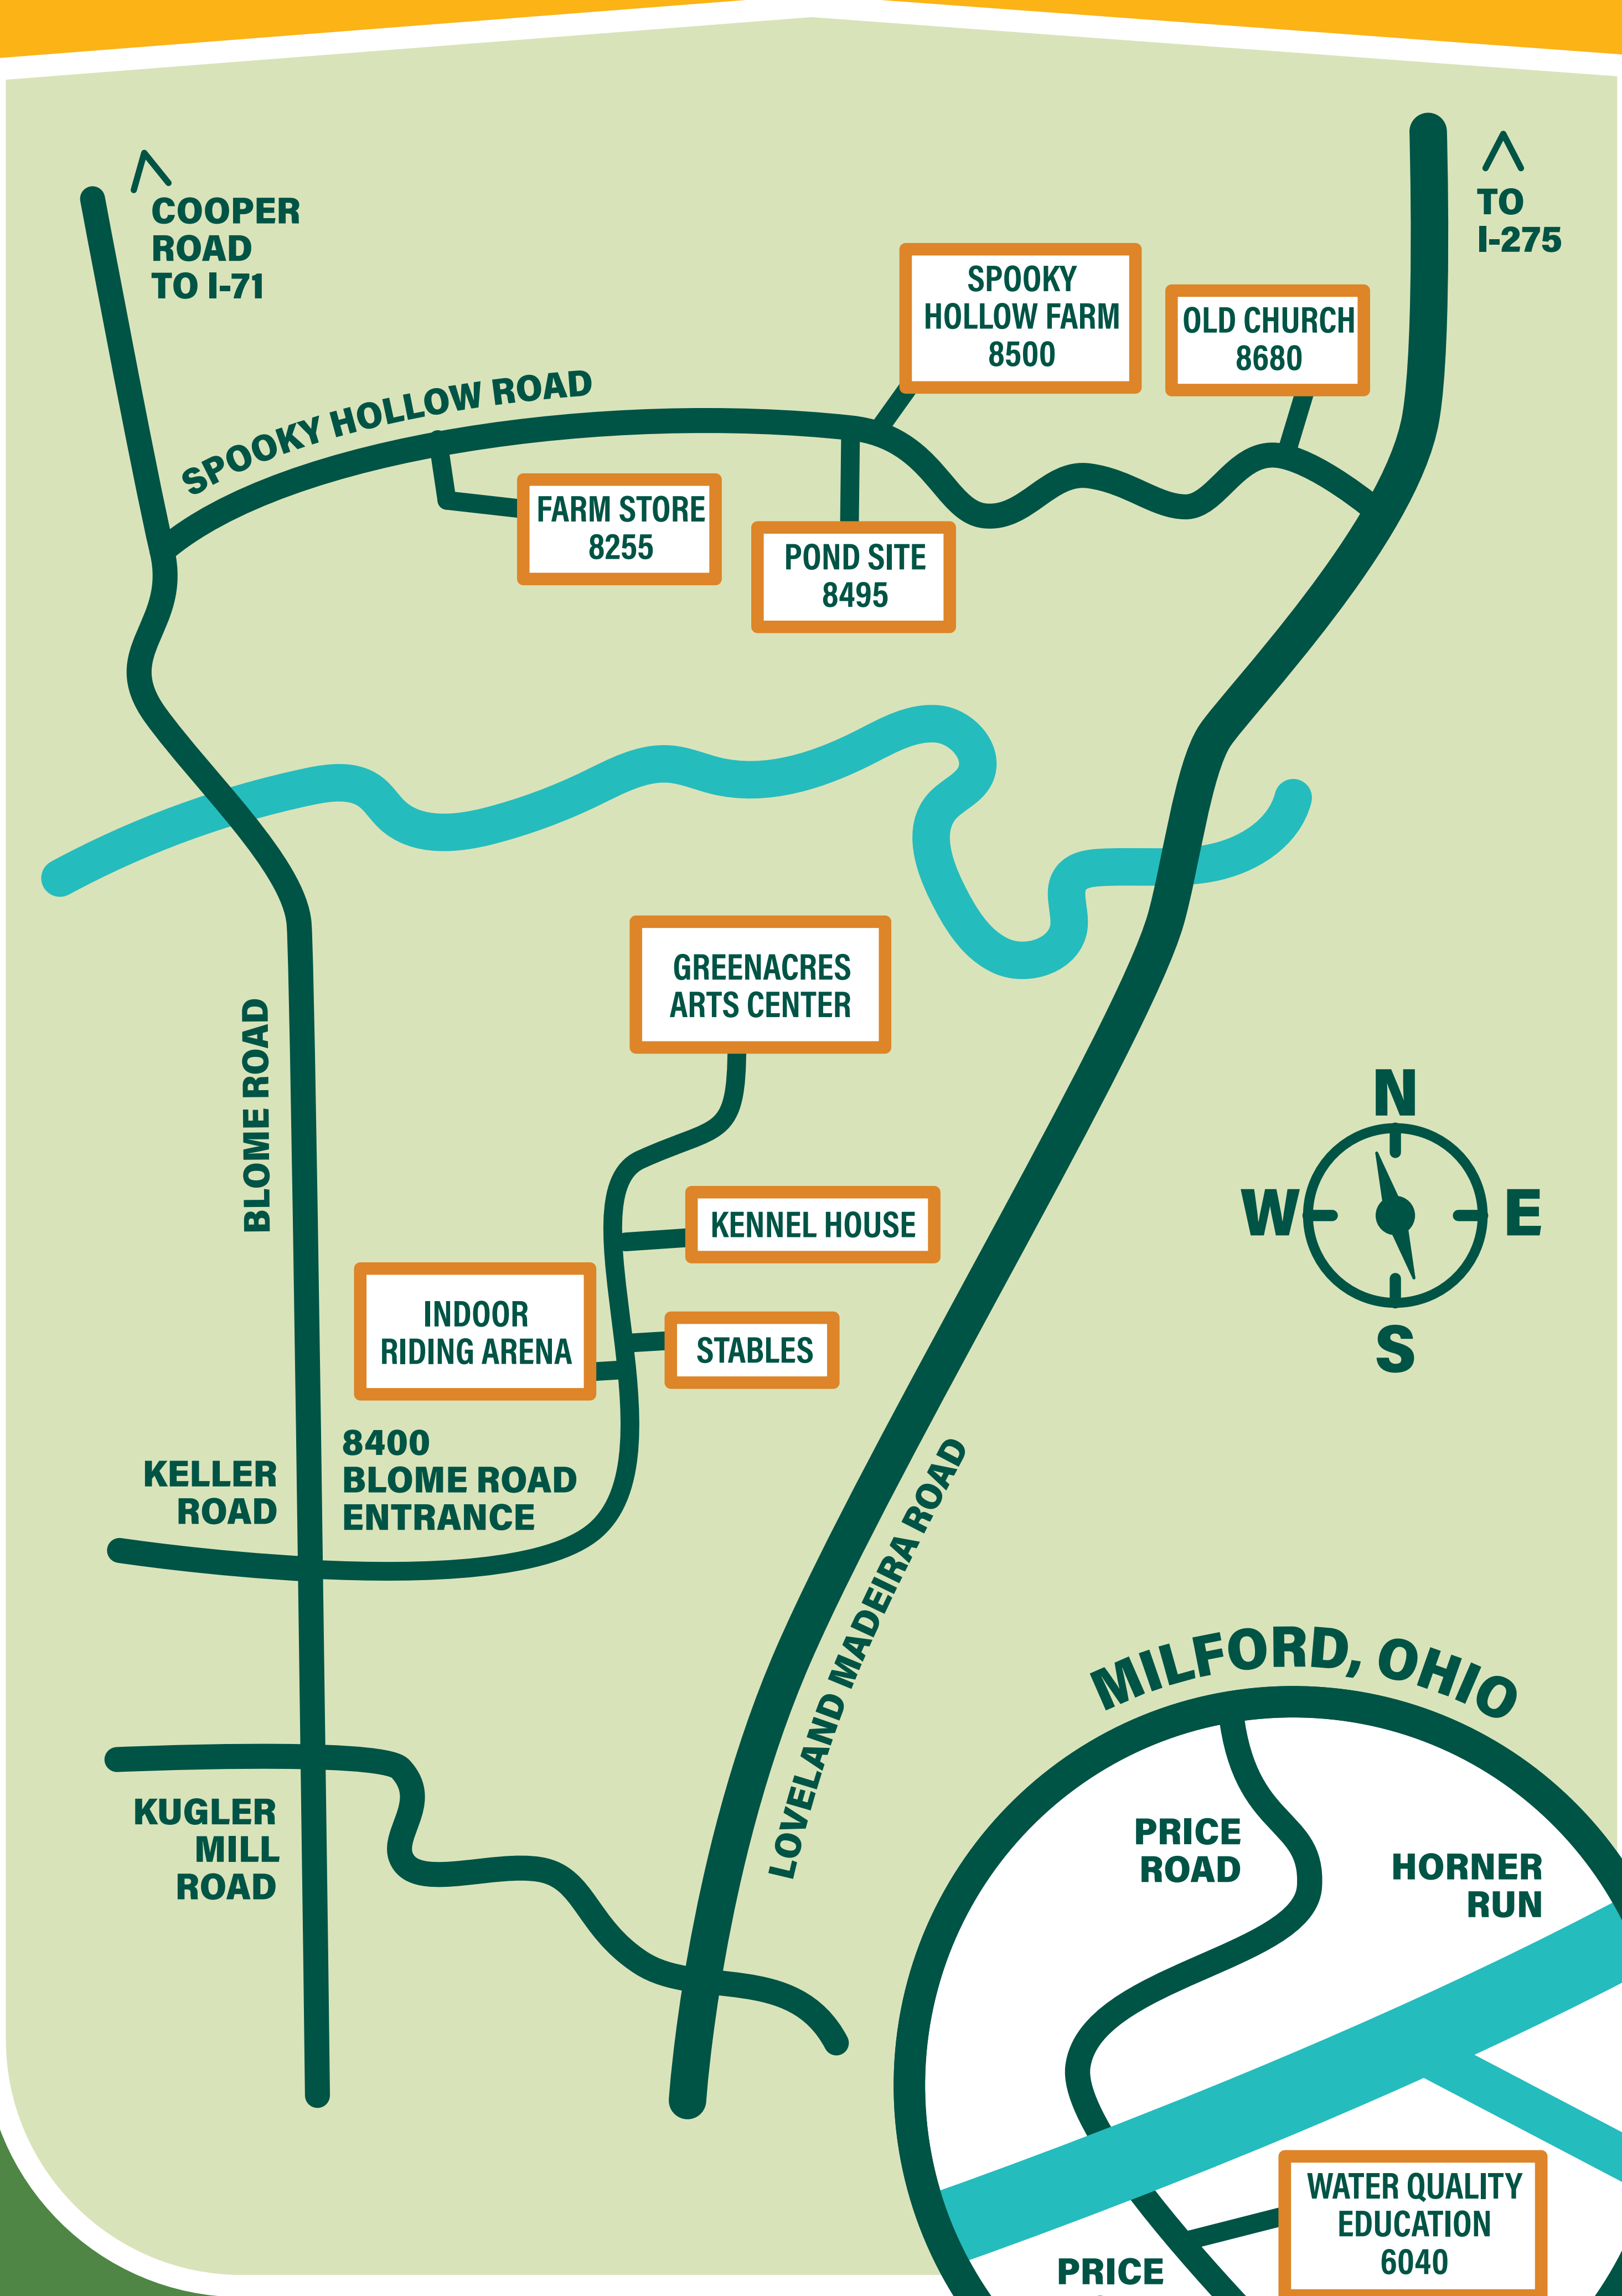 COOPER
ROAD
TO I-71
TO
I-275
SPOOKY
HOLLOW FARM
8500
OLD CHURCH
8680
SPOOKY HOLLOW ROAD
FARM STORE
8255
POND SITE
8495
GREENACRES
ARTS CENTER
BLOME ROAD
N
W
E
S
KENNEL HOUSE
INDOOR
RIDING ARENA
STABLES
8400
BLOME ROAD
ENTRANCE
KELLER
ROAD
LOVELAND MADEIRA ROAD
KUGLER
MILL
ROAD
MILFORD, OHIO
PRICE
ROAD
HORNER
RUN
WATER QUALITY
EDUCATION
6040
PRICE